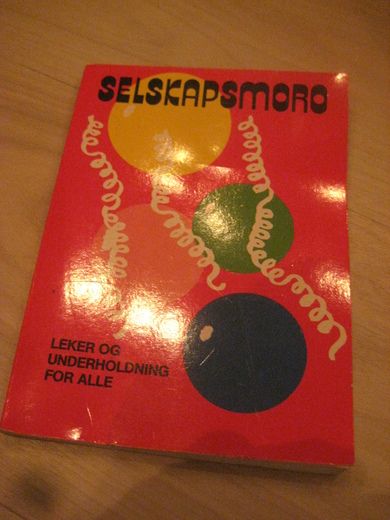 SELSKAPSMORO
LEKER OG
UNDERHOLDNING
FOR ALLE